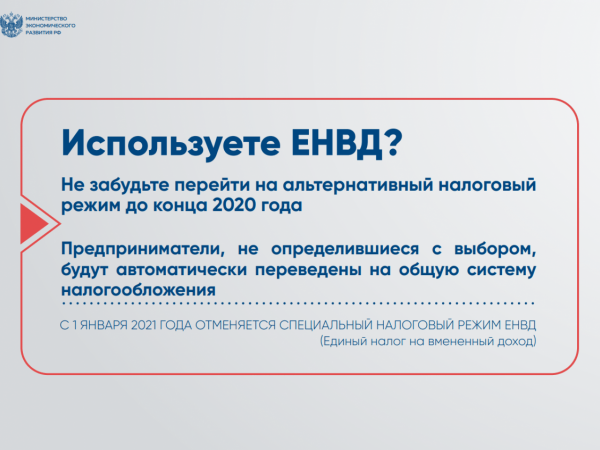 МИНИСТЕРСТВО
ЭКОНОМИЧЕСКОГО
РАЗВИТИЯ РФ
Используете ЕНВД?
Не забудьте перейти на альтернативный налоговый
режим до конца 2020 года
Предприниматели, не определившиеся с выбором,
будут автоматически переведены на общую систему
налогообложения
С 1 ЯНВАРЯ 2021 ГОДА ОТМЕНЯЕТСЯ СПЕЦИАЛЬНЫЙ НАЛОГОВЫЙ РЕЖИМ ЕНВД
(Единый налог на вмененный доход)